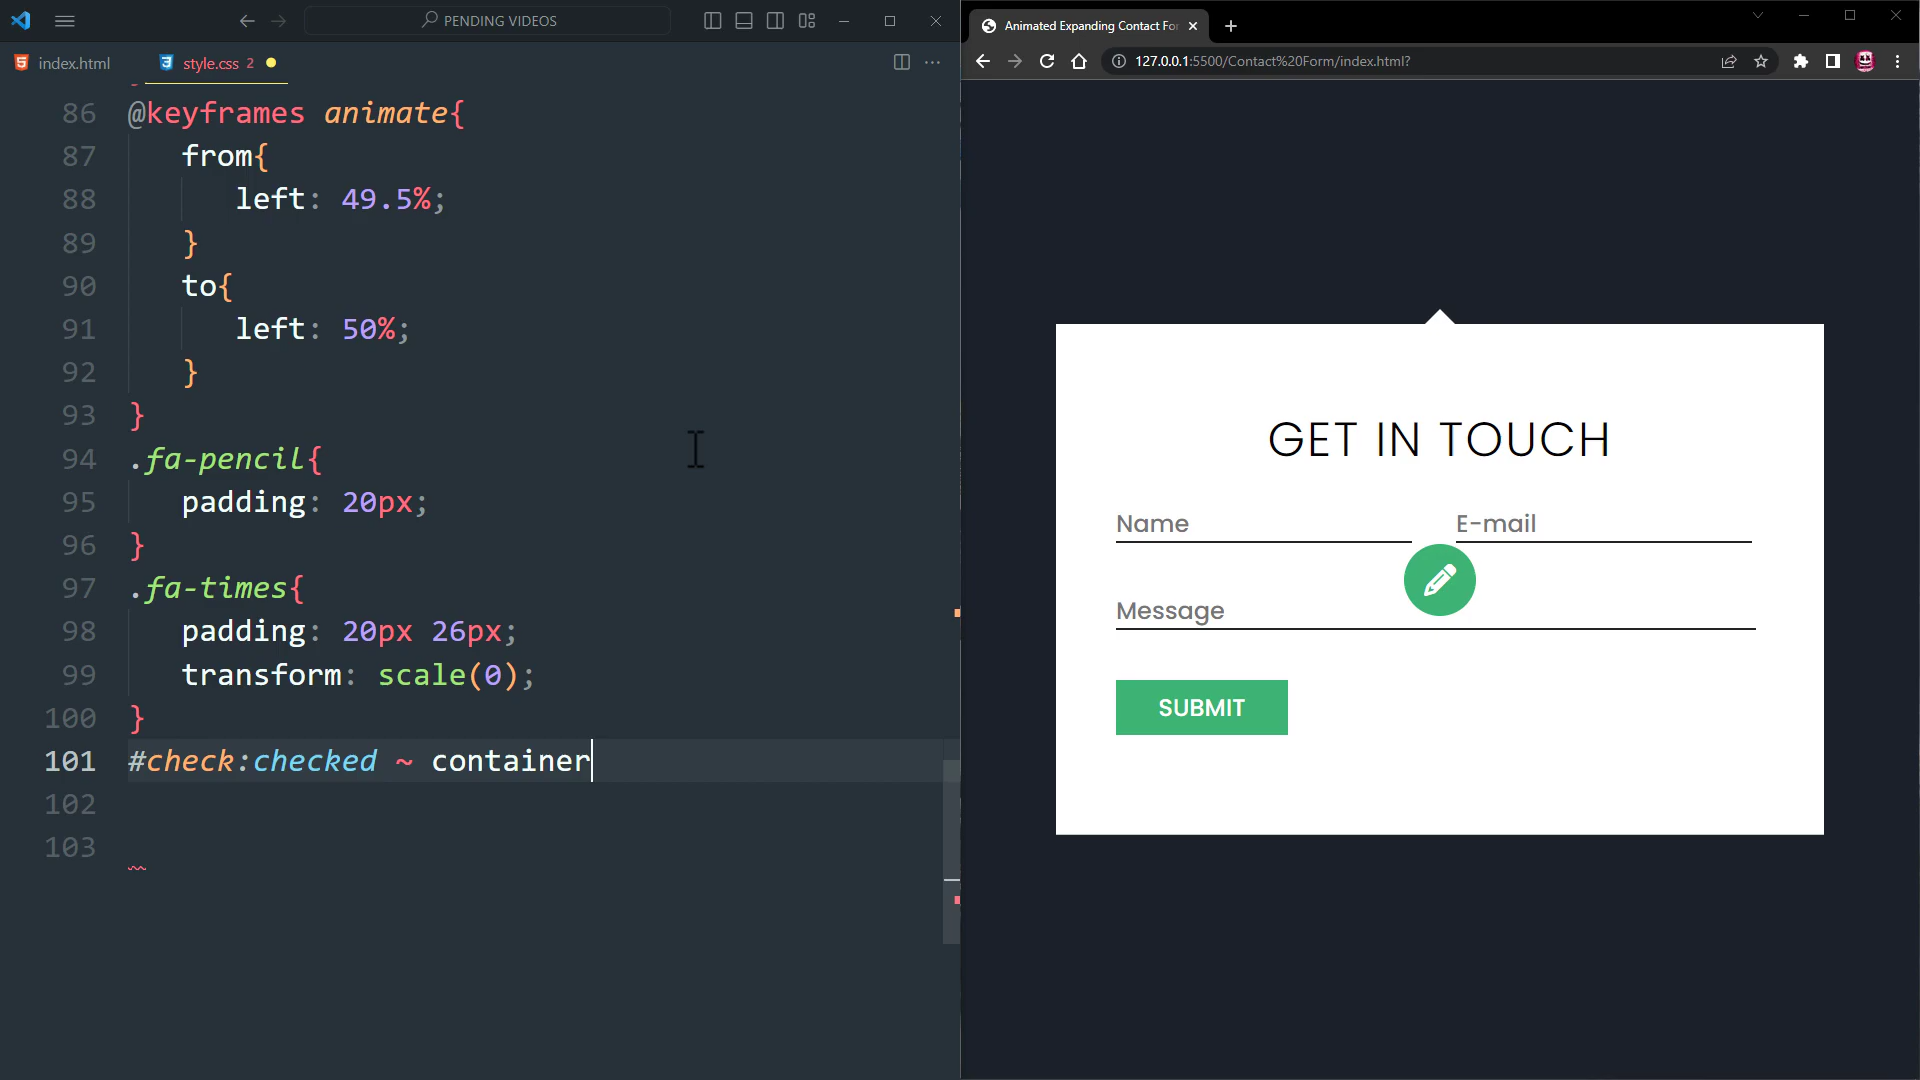 PENDING VIDEOS
index.html
style.css 2
86 @keyframes animate{
87 from{
88 left: 49.5%;
89 }
90 to{
91 left: 50%;
92 }
93 }
94 .fa-pencil{
95 padding: 20px;
96 }
97 .fa-times{
98 padding: 20px 26px;
99 transform: scale(0);
100 }
101 #check:checked ~ container
102
103
Animated Expanding Contact For
127.0.0.1:5500/Contact%20Form/index.html?
GET IN TOUCH
Name E-mail
Message
SUBMIT